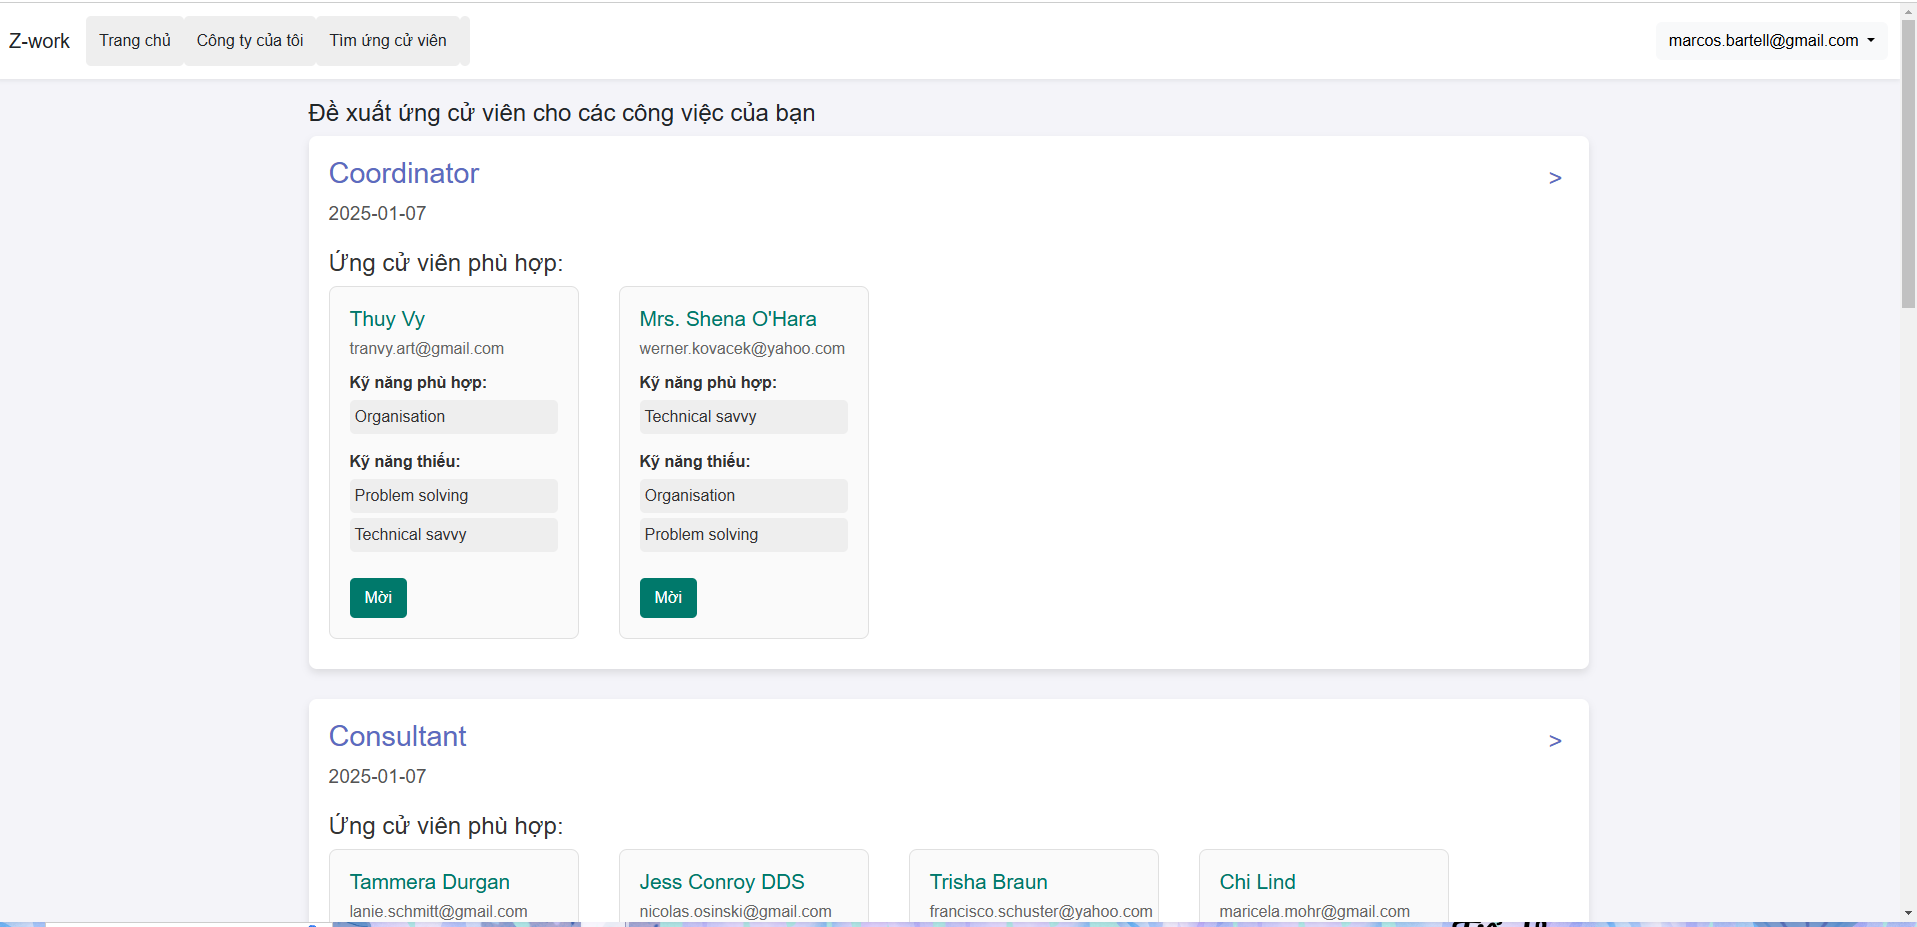 Z-work Trang chủ Công ty của tôi Tìm ứng cử viên marcos.bartell@gmail.com
Đề xuất ứng cử viên cho các công việc của bạn
Coordinator >
2025-01-07
Ứng cử viên phù hợp:
Thuy Vy
tranvy.art@gmail.com
Kỹ năng phù hợp:
Organisation
Kỹ năng thiếu:
Problem solving
Technical savvy
Mời
Mrs. Shena O'Hara
werner.kovacek@yahoo.com
Kỹ năng phù hợp:
Technical savvy
Kỹ năng thiếu:
Organisation
Problem solving
Mời
Consultant >
2025-01-07
Ứng cử viên phù hợp:
Tammera Durgan
lanie.schmitt@gmail.com
Jess Conroy DDS
nicolas.osinski@gmail.com
Trisha Braun
francisco.schuster@yahoo.com
Chi Lind
maricela.mohr@gmail.com